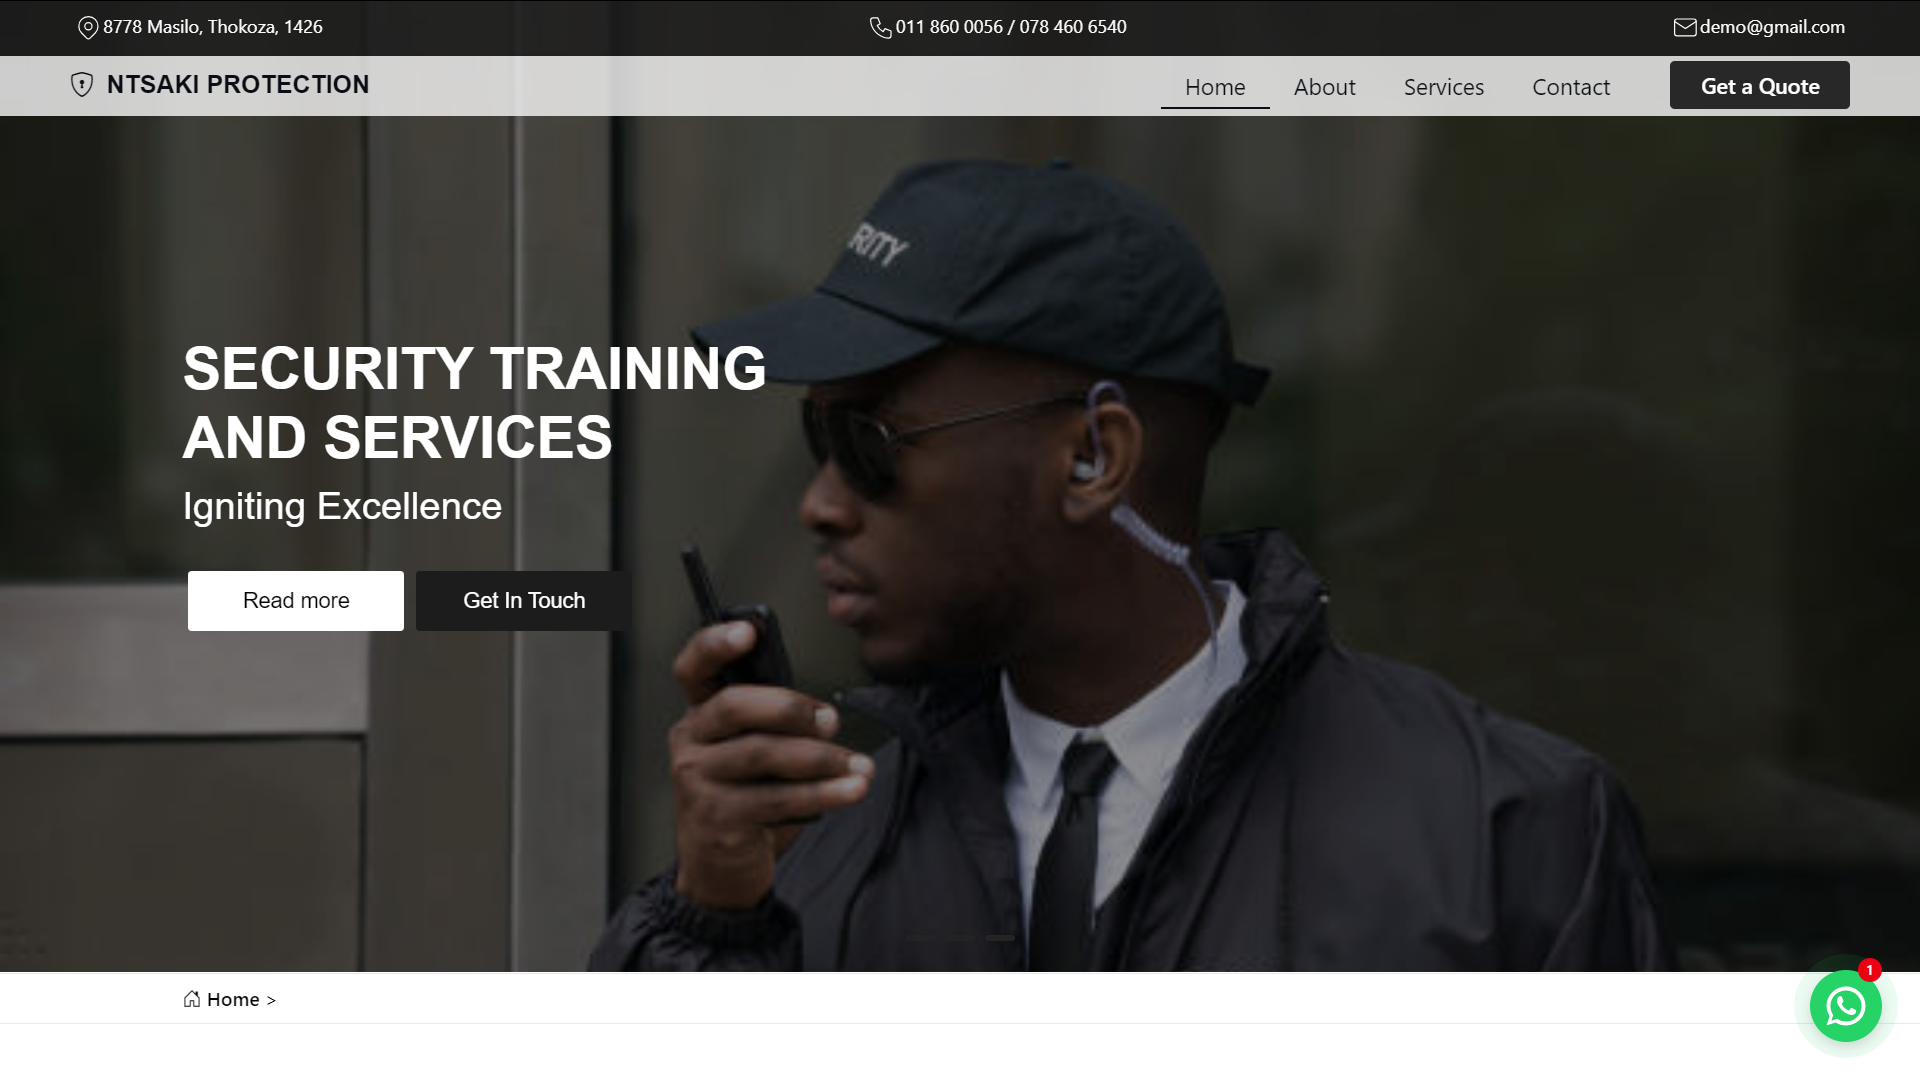 8778 Masilo, Thokoza, 1426
011 860 0056 / 078 460 6540
demo@gmail.com
NTSAKI PROTECTION
Home
About
Services
Contact
Get a Quote
RITY
SECURITY TRAINING
AND SERVICES
Igniting Excellence
Read more
Get In Touch
Home >
1